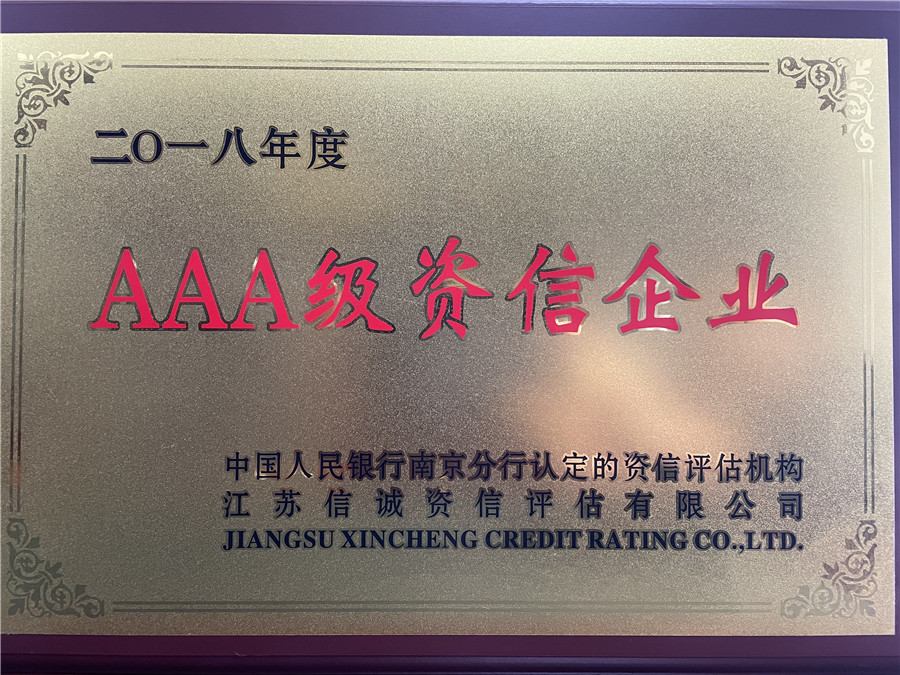 二〇一八年度
AAA级资信企业
中国人民银行南京分行认定的资信评估机构
江苏信诚资信评估有限公司
JIANGSU XINCHENG CREDIT RATING CO.,LTD.